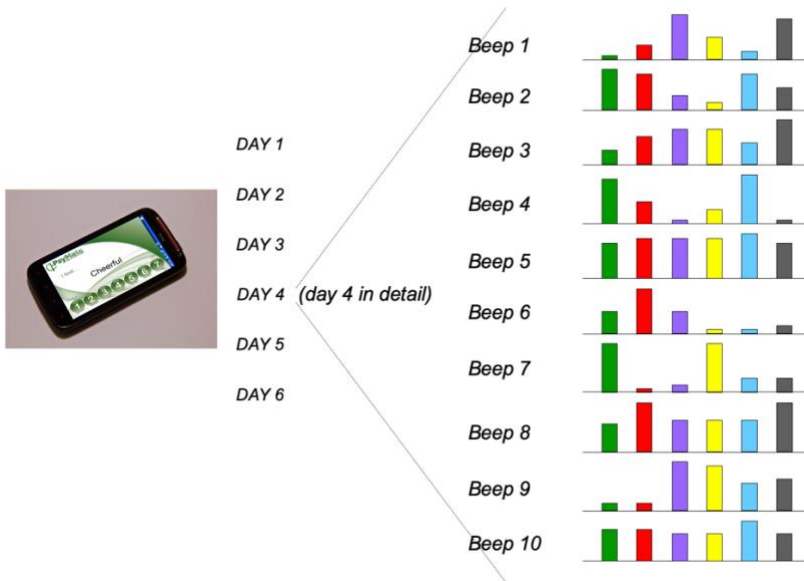 PsyMate
I feel...
Cheerful
1 2 3 4 5 6 7
DAY 1
DAY 2
DAY 3
DAY 4 (day 4 in detail)
DAY 5
DAY 6
Beep 1
Beep 2
Beep 3
Beep 4
Beep 5
Beep 6
Beep 7
Beep 8
Beep 9
Beep 10